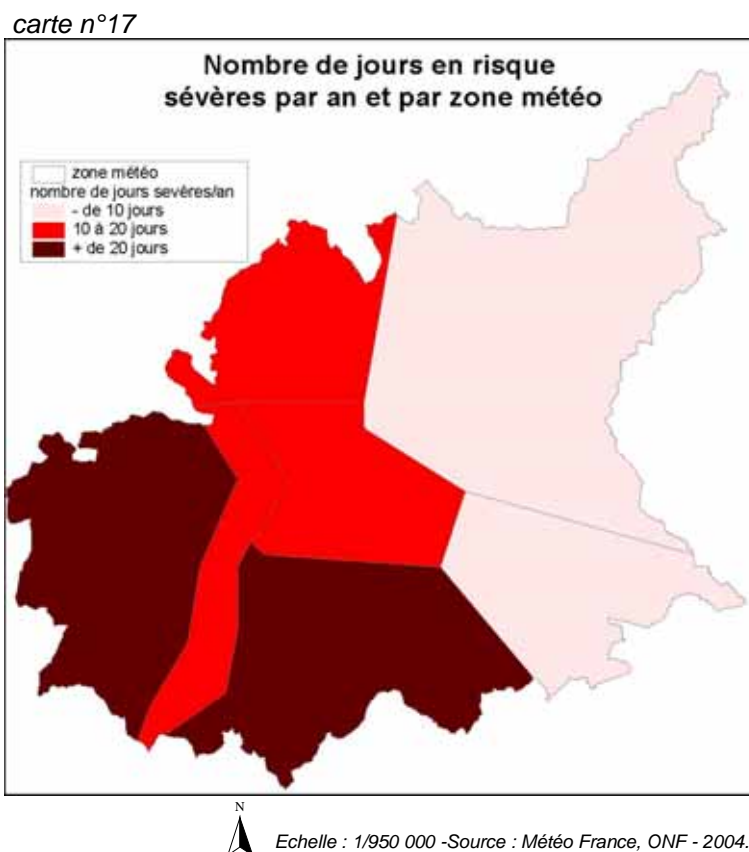 carte n°17
Nombre de jours en risque
sévères par an et par zone météo
zone météo
nombre de jours sevères/an
- de 10 jours
10 à 20 jours
+ de 20 jours
N
Echelle : 1/950 000 -Source : Météo France, ONF - 2004.